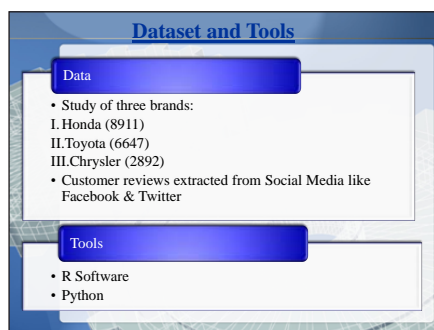 Dataset and Tools
Data
• Study of three brands:
I. Honda (8911)
II.Toyota (6647)
III.Chrysler (2892)
• Customer reviews extracted from Social Media like
Facebook & Twitter
Tools
• R Software
• Python